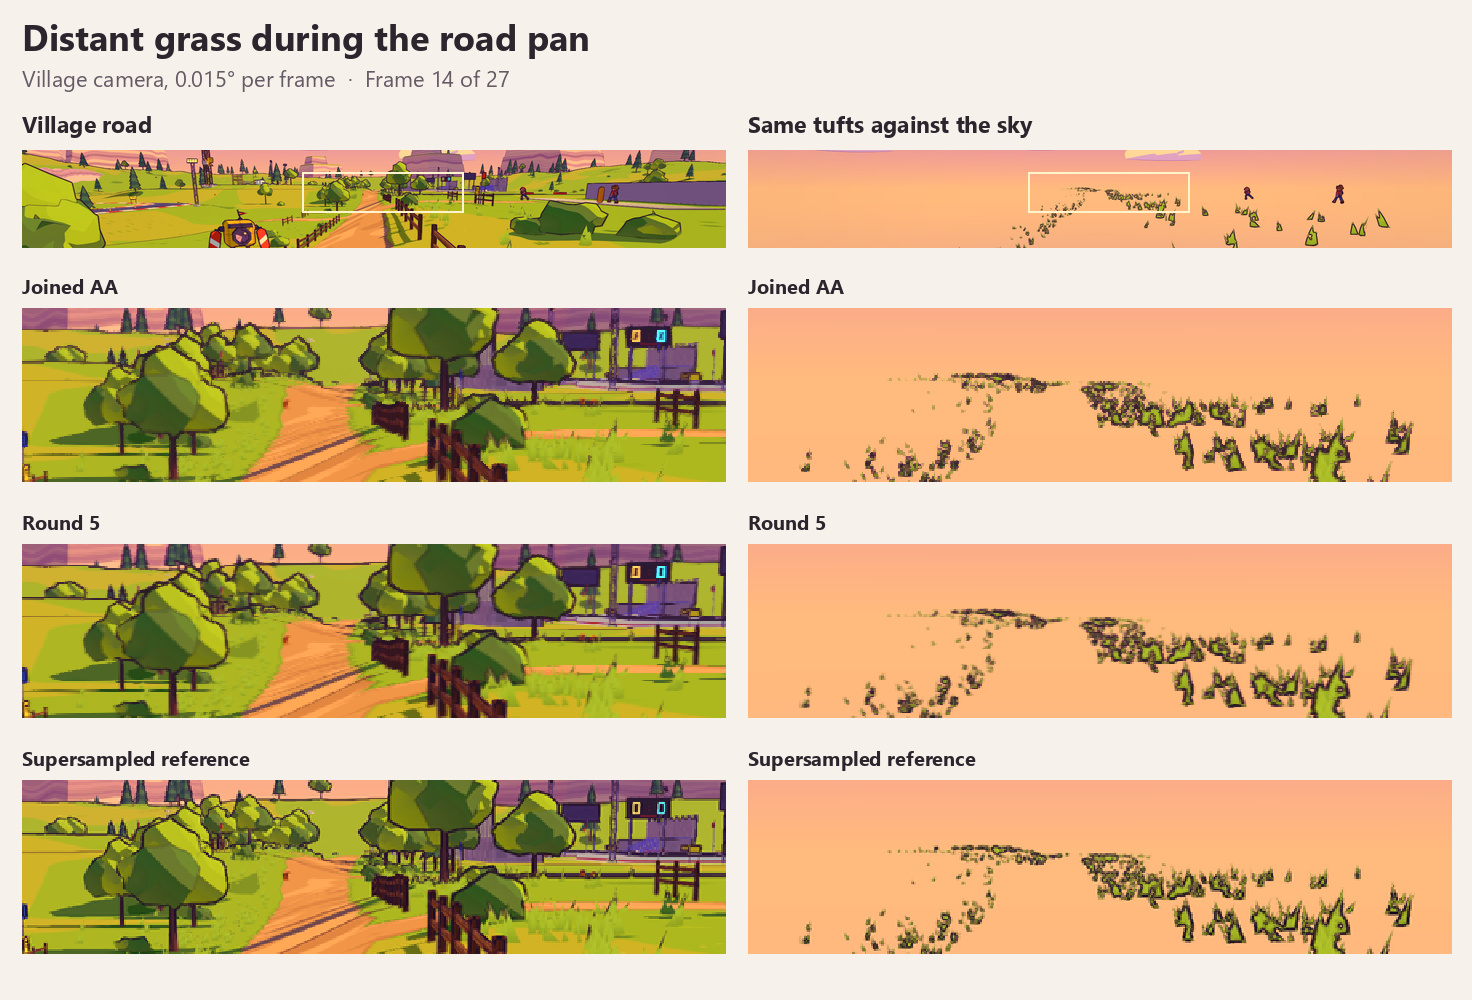 Distant grass during the road pan
Village camera, 0.015° per frame · Frame 14 of 27
Village road
Same tufts against the sky
Joined AA
Joined AA
Round 5
Round 5
Supersampled reference
Supersampled reference